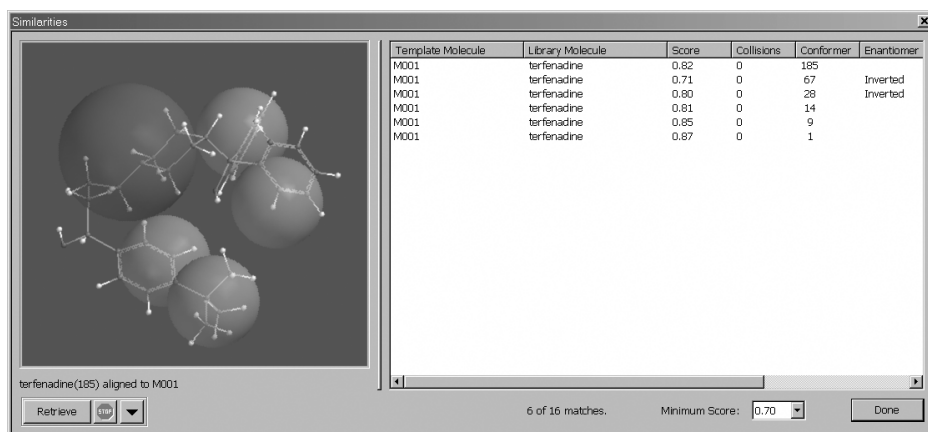 Similarities
Template Molecule Library Molecule Score Collisions Conformer Enantiomer
M001 terfenadine 0.82 0 185
M001 terfenadine 0.71 0 67 Inverted
M001 terfenadine 0.80 0 28 Inverted
M001 terfenadine 0.81 0 14
M001 terfenadine 0.85 0 9
M001 terfenadine 0.87 0 1
terfenadine(185) aligned to M001
Retrieve STOP 6 of 16 matches. Minimum Score: 0.70 Done